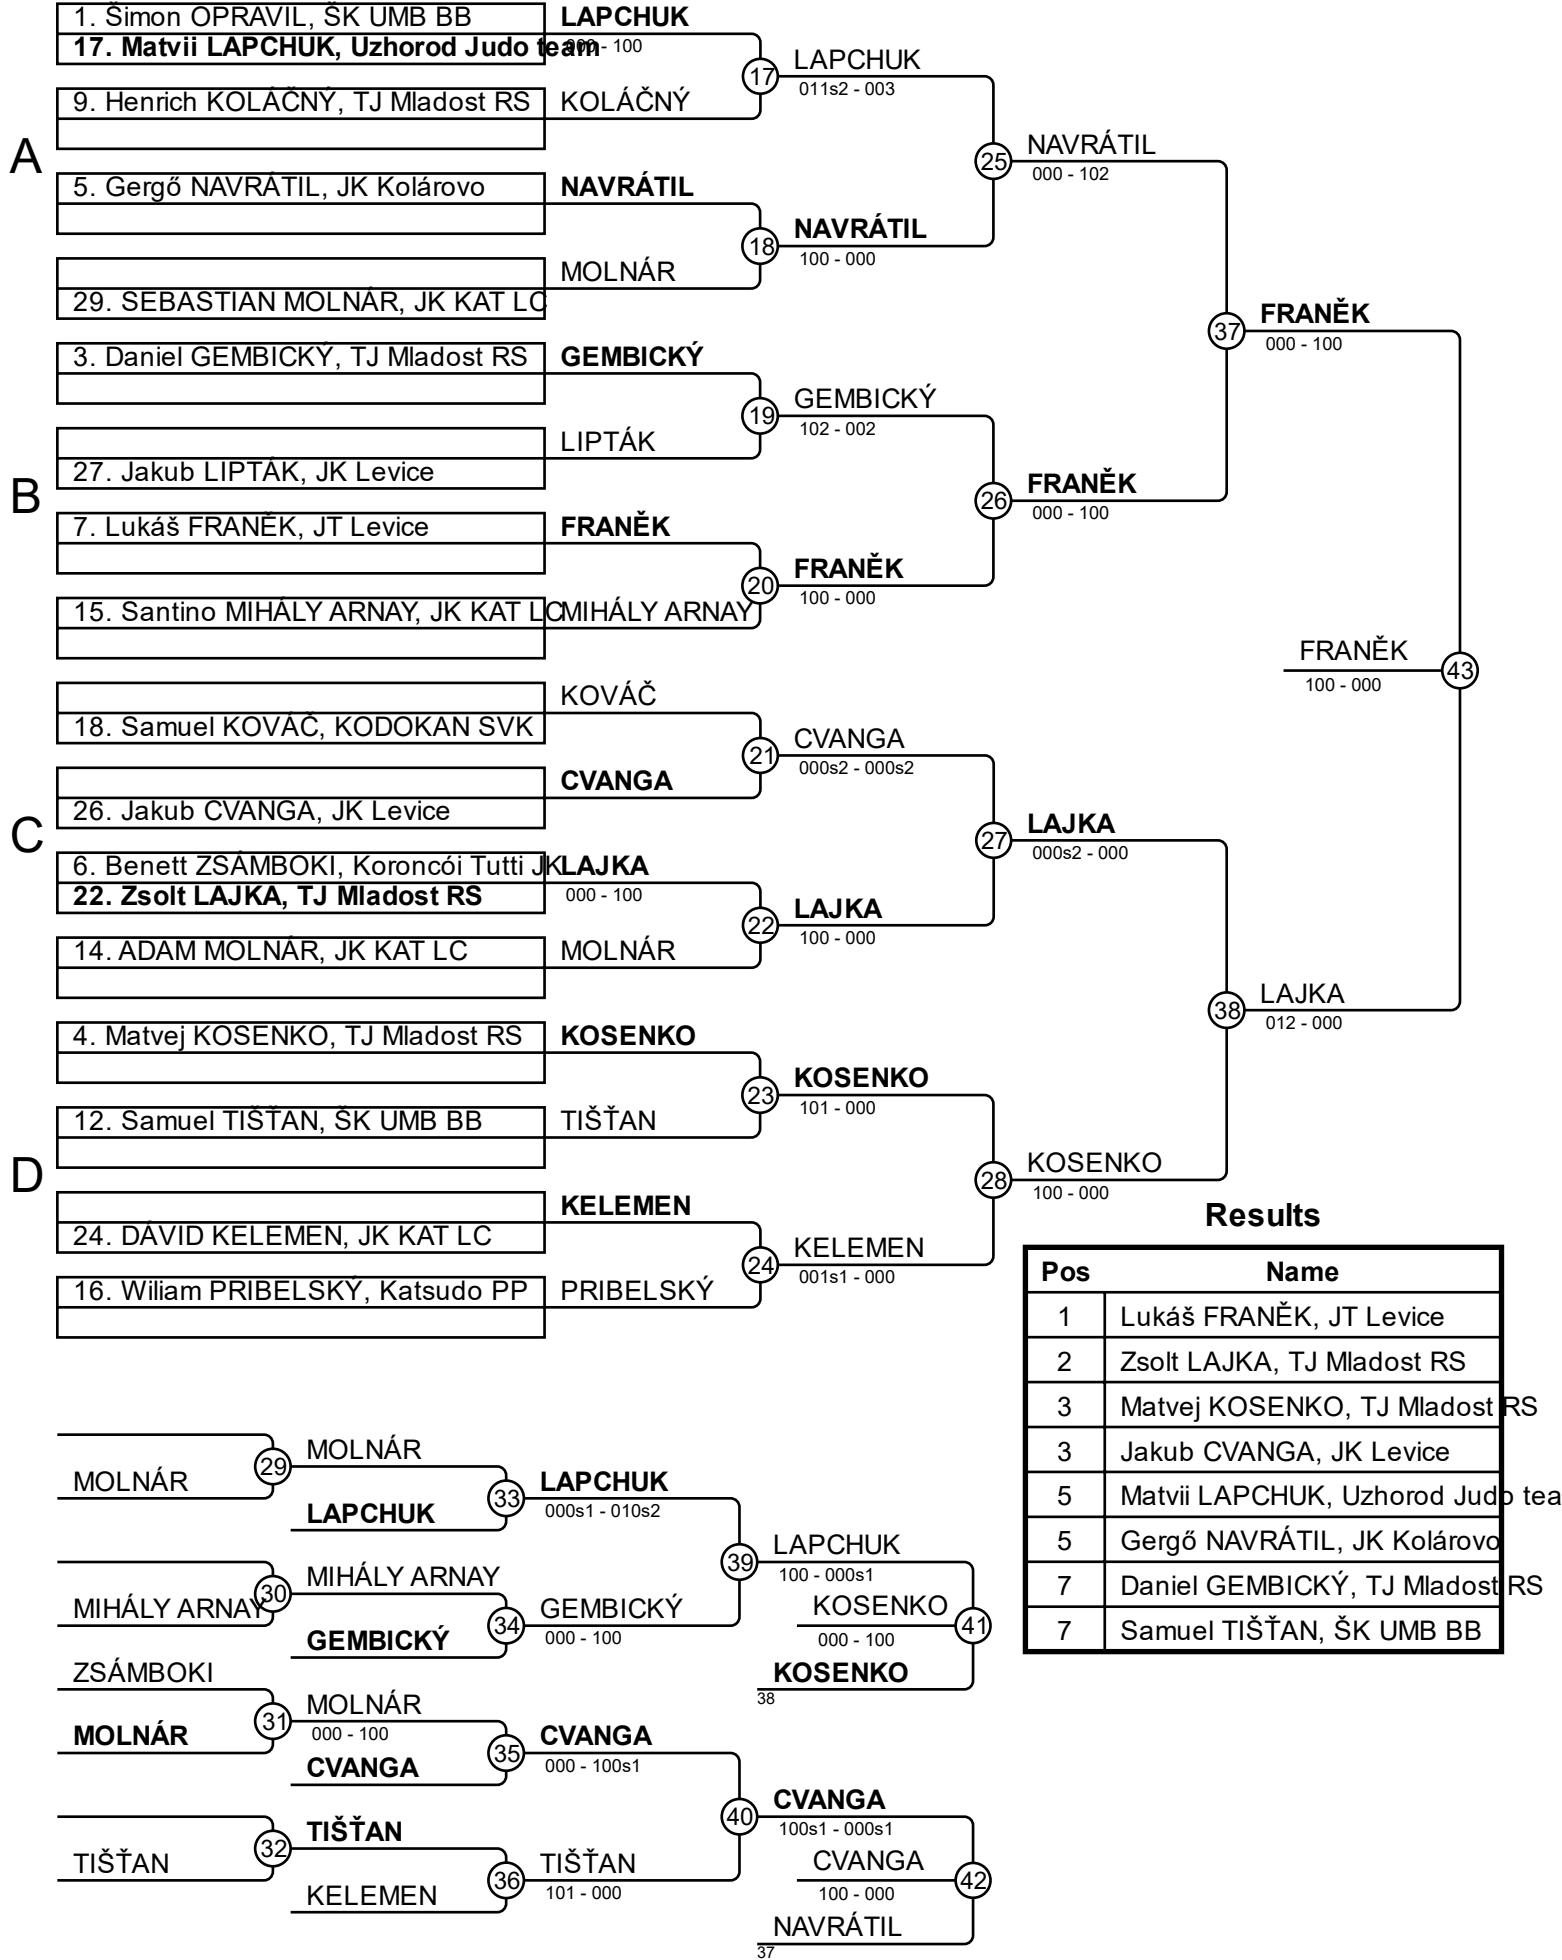 1. Šimon OPRAVIL, ŠK UMB BB
LAPCHUK
17. Matvii LAPCHUK, Uzhorod Judo team
000 - 100
17
LAPCHUK
011s2 - 003
9. Henrich KOLÁČNÝ, TJ Mladost RS
KOLÁČNÝ
A
25
NAVRÁTIL
000 - 102
5. Gergő NAVRÁTIL, JK Kolárovo
NAVRÁTIL
18
NAVRÁTIL
100 - 000
MOLNÁR
29. SEBASTIAN MOLNÁR, JK KAT LC
37
FRANĚK
000 - 100
3. Daniel GEMBICKÝ, TJ Mladost RS
GEMBICKÝ
19
GEMBICKÝ
102 - 002
LIPTÁK
27. Jakub LIPTÁK, JK Levice
B
26
FRANĚK
000 - 100
7. Lukáš FRANĚK, JT Levice
FRANĚK
20
FRANĚK
100 - 000
15. Santino MIHÁLY ARNAY, JK KAT LC
MIHÁLY ARNAY
FRANĚK
43
100 - 000
KOVÁČ
18. Samuel KOVÁČ, KODOKAN SVK
21
CVANGA
000s2 - 000s2
CVANGA
26. Jakub CVANGA, JK Levice
C
27
LAJKA
000s2 - 000
6. Benett ZSÁMBOKI, Koroncói Tutti JK
LAJKA
22. Zsolt LAJKA, TJ Mladost RS
000 - 100
22
LAJKA
100 - 000
14. ADAM MOLNÁR, JK KAT LC
MOLNÁR
38
LAJKA
012 - 000
4. Matvej KOSENKO, TJ Mladost RS
KOSENKO
23
KOSENKO
101 - 000
12. Samuel TIŠŤAN, ŠK UMB BB
TIŠŤAN
D
28
KOSENKO
100 - 000
KELEMEN
24. DÁVID KELEMEN, JK KAT LC
24
KELEMEN
001s1 - 000
16. Wiliam PRIBELSKÝ, Katsudo PP
PRIBELSKÝ
Results
Pos Name
1 Lukáš FRANĚK, JT Levice
2 Zsolt LAJKA, TJ Mladost RS
3 Matvej KOSENKO, TJ Mladost RS
3 Jakub CVANGA, JK Levice
5 Matvii LAPCHUK, Uzhorod Judo tea
5 Gergő NAVRÁTIL, JK Kolárovo
7 Daniel GEMBICKÝ, TJ Mladost RS
7 Samuel TIŠŤAN, ŠK UMB BB
MOLNÁR
29
MOLNÁR
LAPCHUK
33
LAPCHUK
000s1 - 010s2
MIHÁLY ARNAY
30
MIHÁLY ARNAY
GEMBICKÝ
34
GEMBICKÝ
000 - 100
39
LAPCHUK
100 - 000s1
KOSENKO
41
000 - 100
KOSENKO
38
ZSÁMBOKI
MOLNÁR
31
MOLNÁR
000 - 100
CVANGA
35
CVANGA
000 - 100s1
TIŠŤAN
32
TIŠŤAN
KELEMEN
36
TIŠŤAN
101 - 000
40
CVANGA
100s1 - 000s1
CVANGA
42
100 - 000
NAVRÁTIL
37